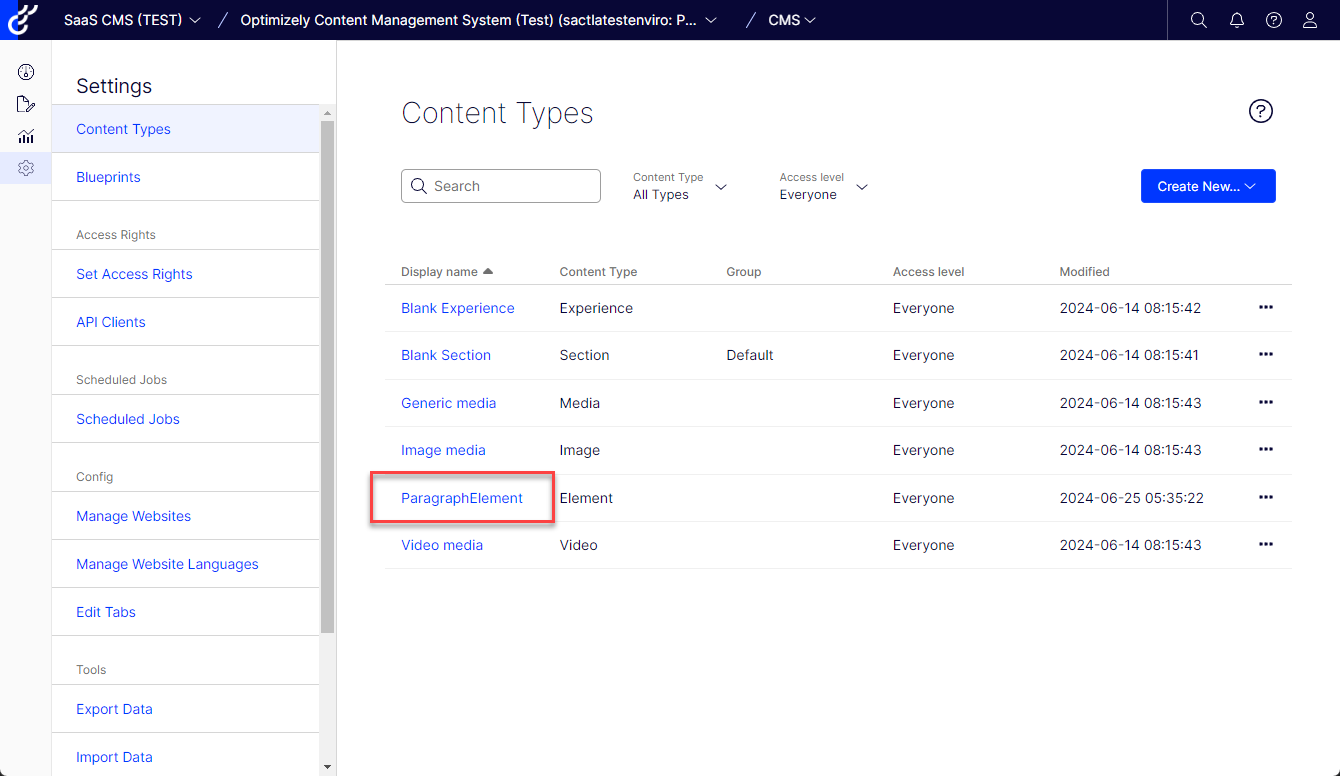 SaaS CMS (TEST) / Optimizely Content Management System (Test) (sactlatestenviro: P... / CMS
Settings
Content Types
Blueprints
Access Rights
Set Access Rights
API Clients
Scheduled Jobs
Scheduled Jobs
Config
Manage Websites
Manage Website Languages
Edit Tabs
Tools
Export Data
Import Data
Content Types
Search
Content Type
All Types
Access level
Everyone
Create New...
Display name Content Type Group Access level Modified
Blank Experience Experience Everyone 2024-06-14 08:15:42
Blank Section Section Default Everyone 2024-06-14 08:15:41
Generic media Media Everyone 2024-06-14 08:15:43
Image media Image Everyone 2024-06-14 08:15:43
ParagraphElement Element Everyone 2024-06-25 05:35:22
Video media Video Everyone 2024-06-14 08:15:43